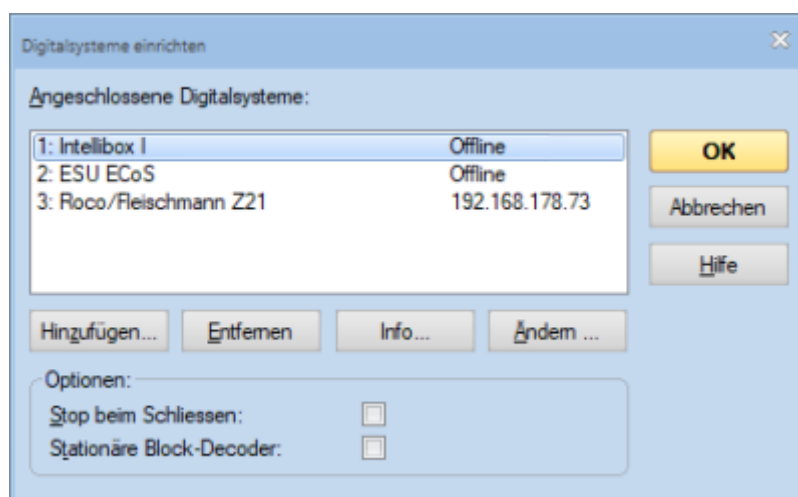 Digitalsysteme einrichten
Angeschlossene Digitalsysteme:
1: Intellibox I Offline
2: ESU ECoS Offline
3: Roco/Fleischmann Z21 192.168.178.73
OK
Abbrechen
Hilfe
Hinzufügen... Entfernen Info... Ändern ...
Optionen:
Stop beim Schliessen:
Stationäre Block-Decoder: